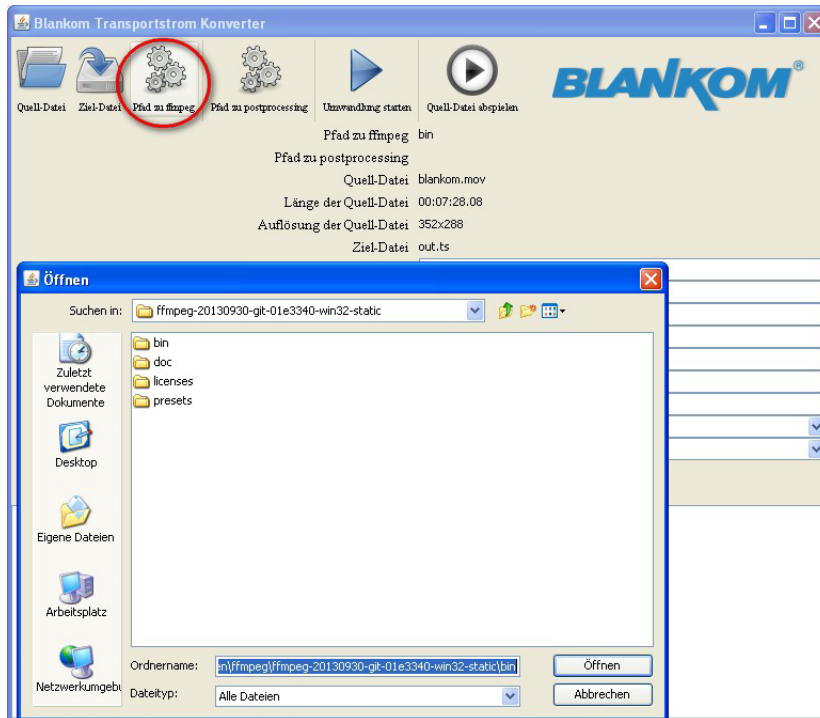 Blankom Transportstrom Konverter
Quell-Datei Ziel-Datei Pfad zu ffmpeg Pfad zu postprocessing Umwandlung starten Quell-Datei abspielen
BLANKOM®
Pfad zu ffmpeg bin
Pfad zu postprocessing
Quell-Datei blankom.mov
Länge der Quell-Datei 00:07:28.08
Auflösung der Quell-Datei 352x288
Ziel-Datei out.ts
Öffnen
Suchen in: ffmpeg-20130930-git-01e3340-win32-static
bin
doc
licenses
presets
Zuletzt
verwendete
Dokumente
Desktop
Eigene Dateien
Arbeitsplatz
Netzwerkumgebu
Ordnername: en\ffmpeg\ffmpeg-20130930-git-01e3340-win32-static\bin Öffnen
Dateityp: Alle Dateien Abbrechen